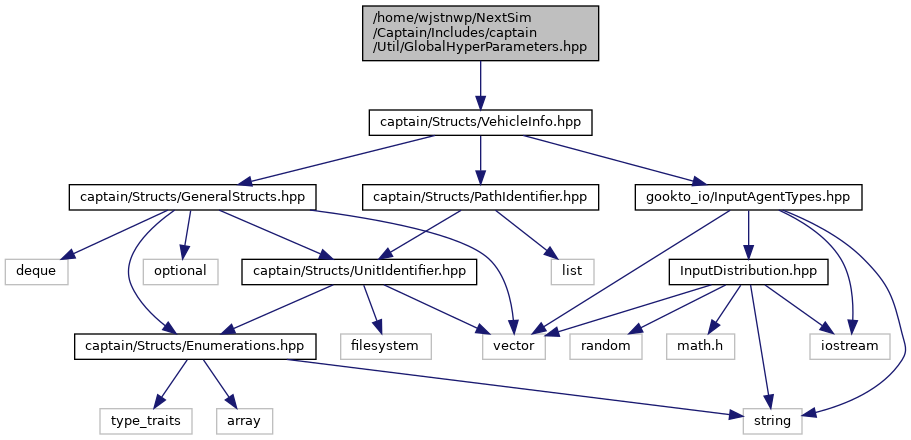 /home/wjstnwp/NextSim
/Captain/Includes/captain
/Util/GlobalHyperParameters.hpp
captain/Structs/VehicleInfo.hpp
captain/Structs/GeneralStructs.hpp
captain/Structs/PathIdentifier.hpp
gookto_io/InputAgentTypes.hpp
deque
optional
captain/Structs/UnitIdentifier.hpp
list
InputDistribution.hpp
captain/Structs/Enumerations.hpp
filesystem
vector
random
math.h
iostream
type_traits
array
string